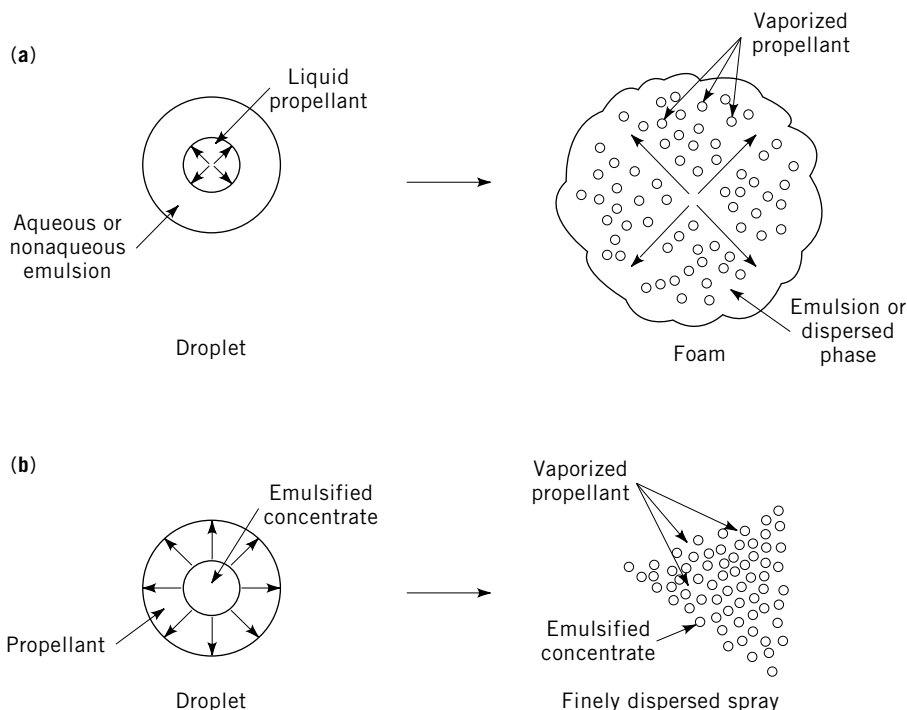 (a)
Liquid
propellant
Aqueous or
nonaqueous
emulsion
Droplet
Vaporized
propellant
Emulsion or
dispersed
phase
Foam
(b)
Emulsified
concentrate
Propellant
Droplet
Vaporized
propellant
Emulsified
concentrate
Finely dispersed spray